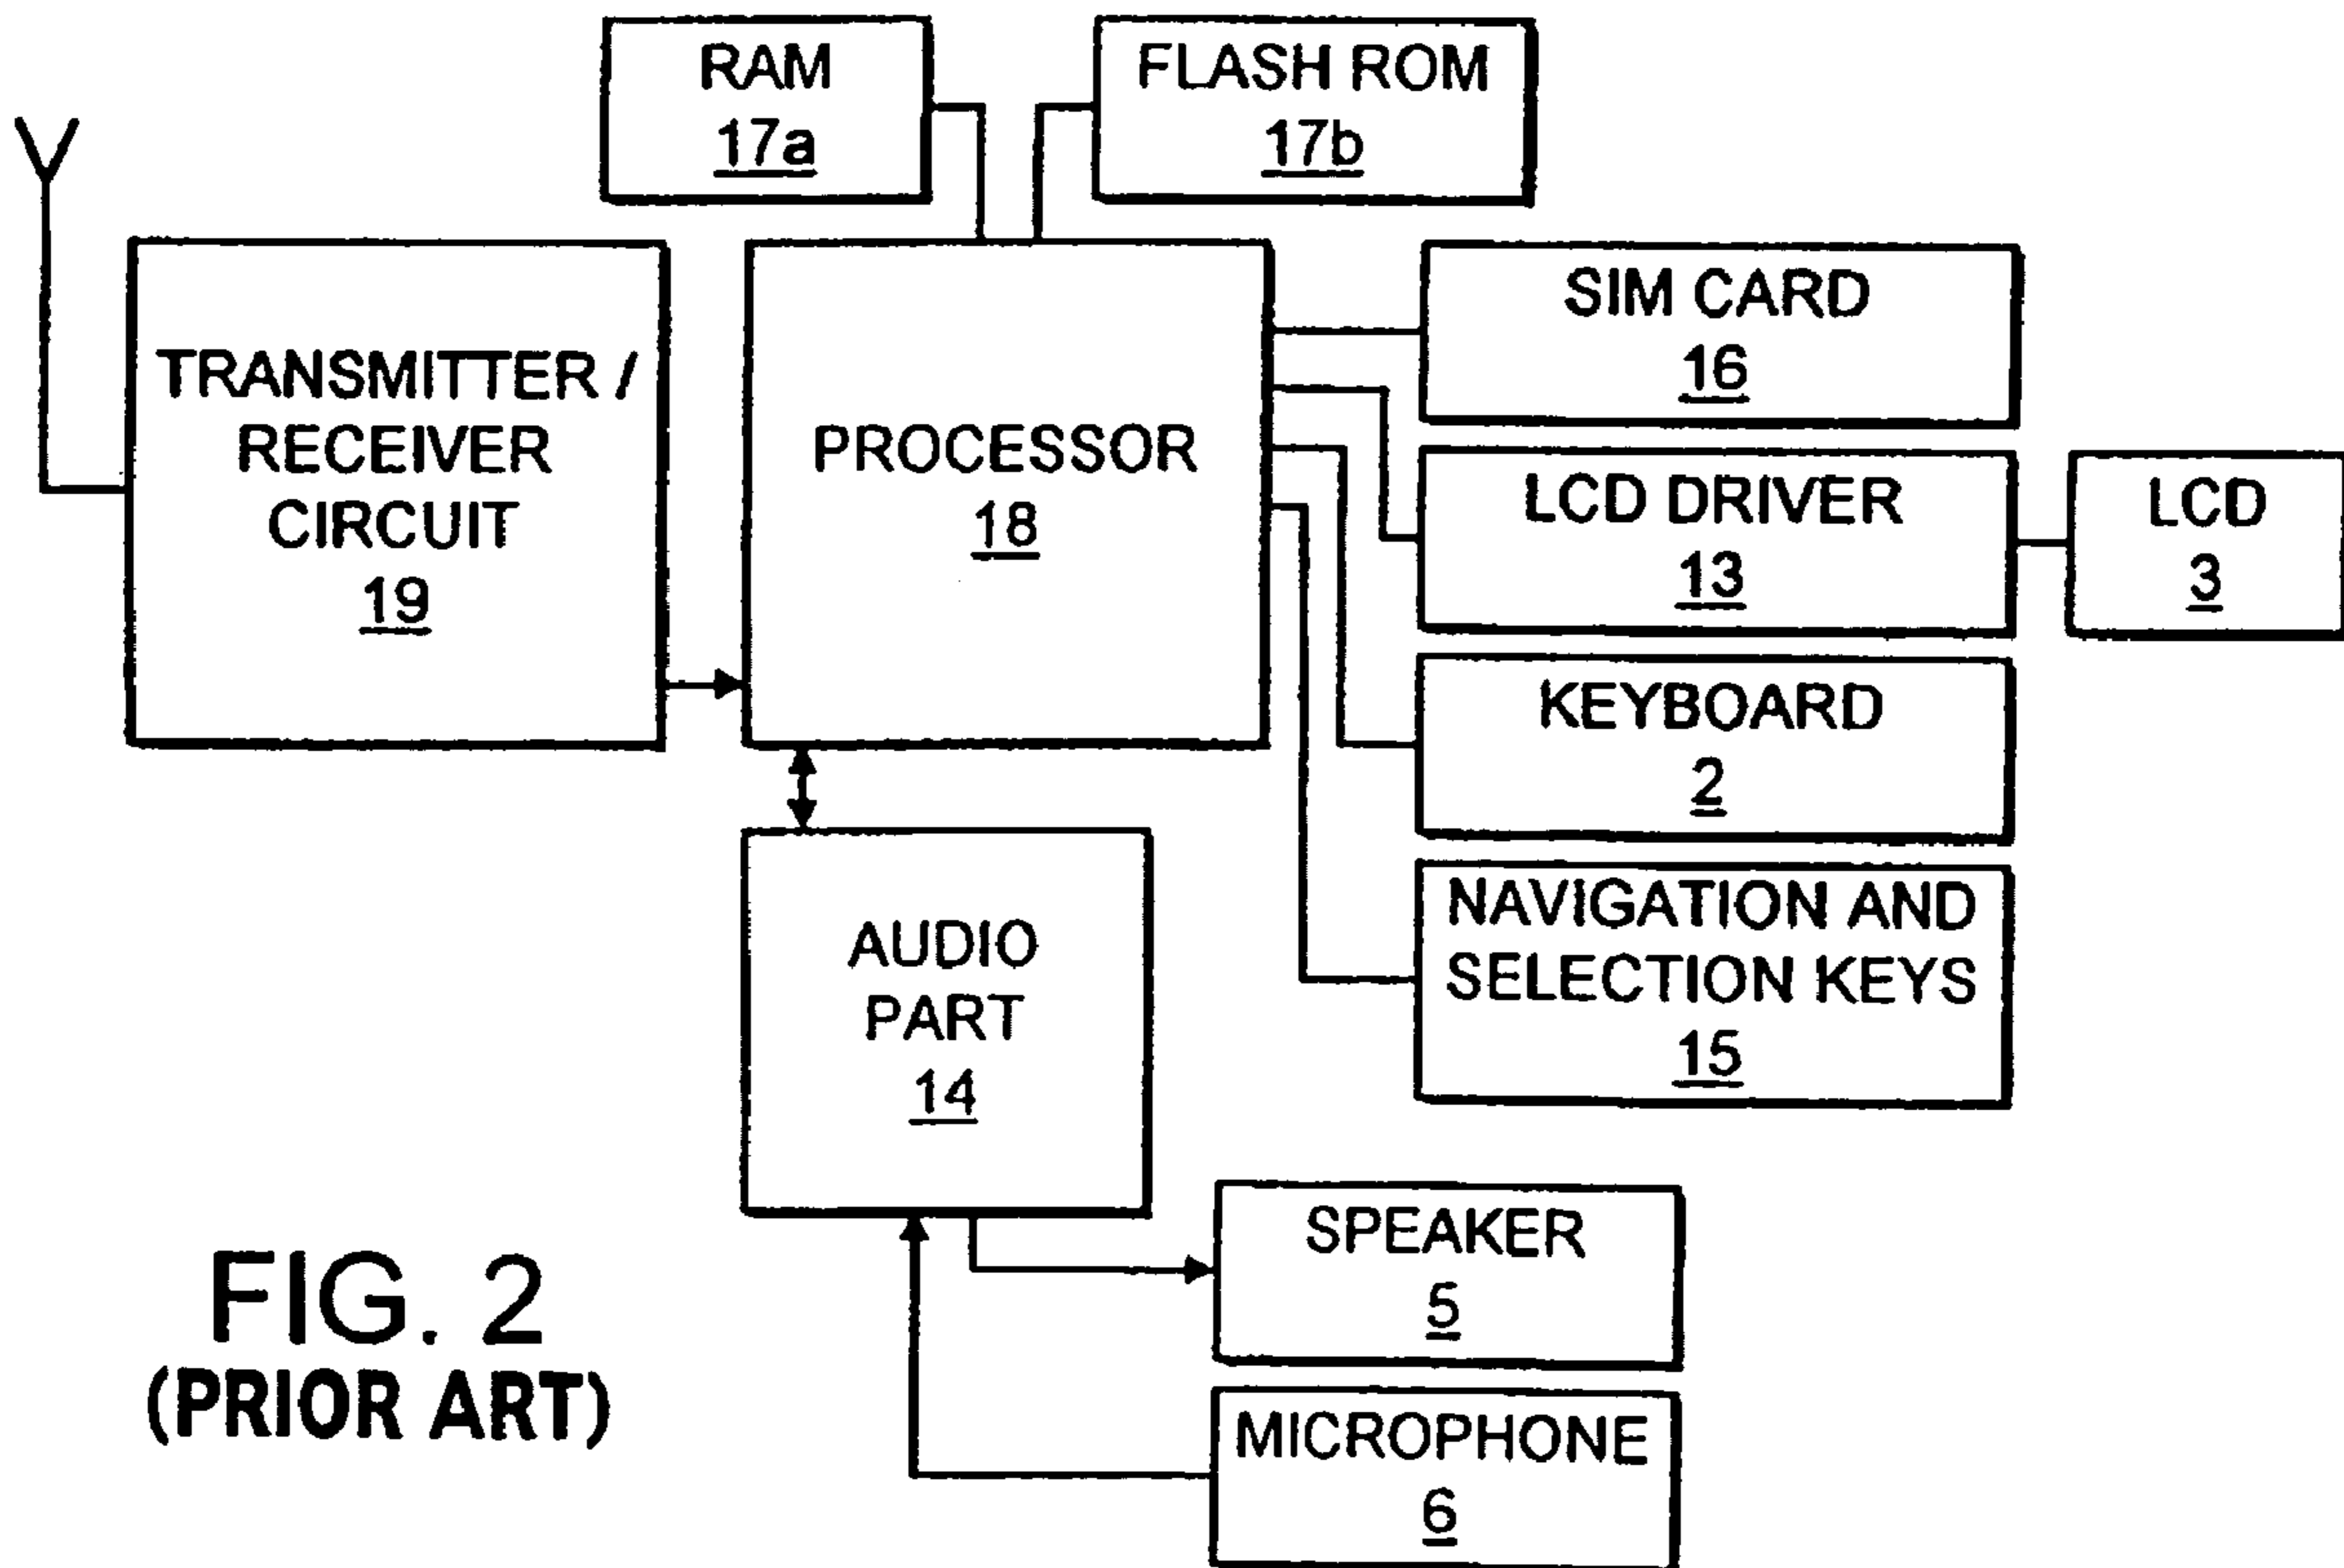 RAM
17a
FLASH ROM
17b
TRANSMITTER /
RECEIVER
CIRCUIT
19
PROCESSOR
18
SIM CARD
16
LCD DRIVER
13
LCD
3
KEYBOARD
2
NAVIGATION AND
SELECTION KEYS
15
AUDIO
PART
14
SPEAKER
5
MICROPHONE
6
FIG. 2
(PRIOR ART)